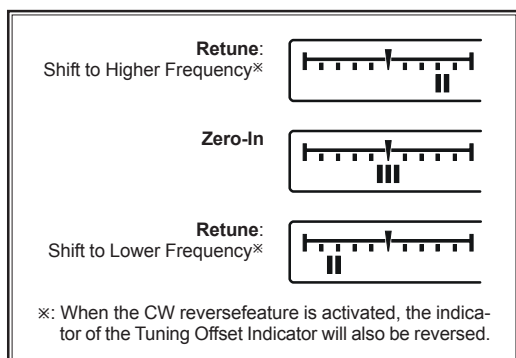 Retune:
Shift to Higher Frequency※
Zero-In
Retune:
Shift to Lower Frequency※
※: When the CW reversefeature is activated, the indica-
tor of the Tuning Offset Indicator will also be reversed.